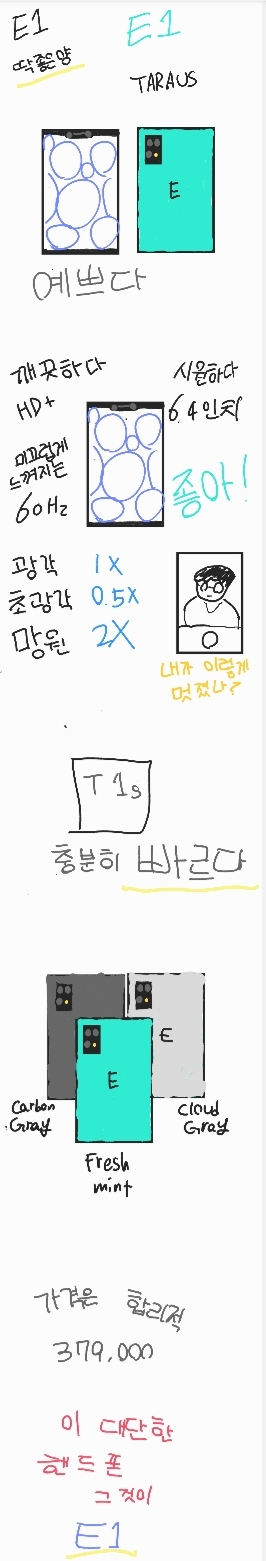 E1
E1
딱좋은양
TARAUS
E
예쁘다
깨끗하다
시원하다
HD+
6.4인치
미끄럽게
느껴지는
60Hz
좋아!
광각 1X
초광각 0.5X
망원 2X
내가 이렇게
멋졌나?
T1s
충분히 빠르다
E
E
Carbon
Gray
Cloud
Gray
Fresh
mint
가격은 합리적
379,000
이 대단한
핸드폰
그것이
E1